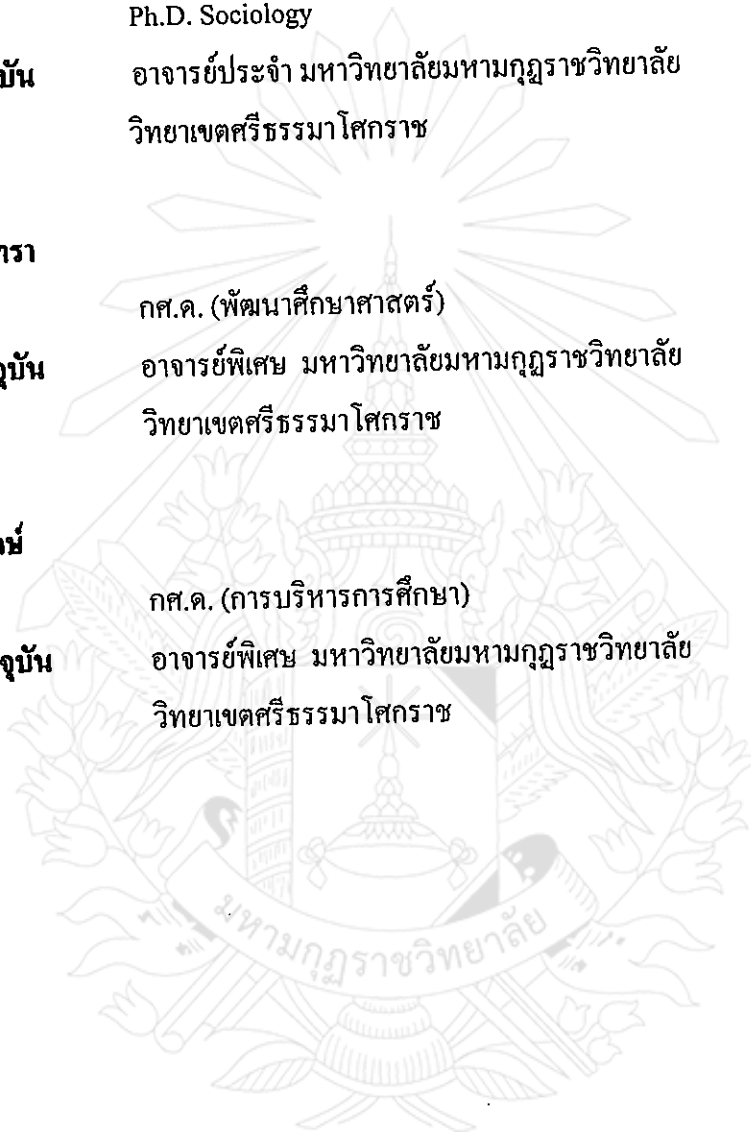 Ph.D. Sociology
บัน อาจารย์ประจำ มหาวิทยาลัยมหามกุฏราชวิทยาลัย
วิทยาเขตศรีธรรมาโศกราช
ารา
กศ.ด. (พัฒนาศึกษาศาสตร์)
ุบัน อาจารย์พิเศษ มหาวิทยาลัยมหามกุฏราชวิทยาลัย
วิทยาเขตศรีธรรมาโศกราช
กศ.ด. (การบริหารการศึกษา)
จุบัน อาจารย์พิเศษ มหาวิทยาลัยมหามกุฏราชวิทยาลัย
วิทยาเขตศรีธรรมาโศกราช
มหามกุฏราชวิทยาลัย